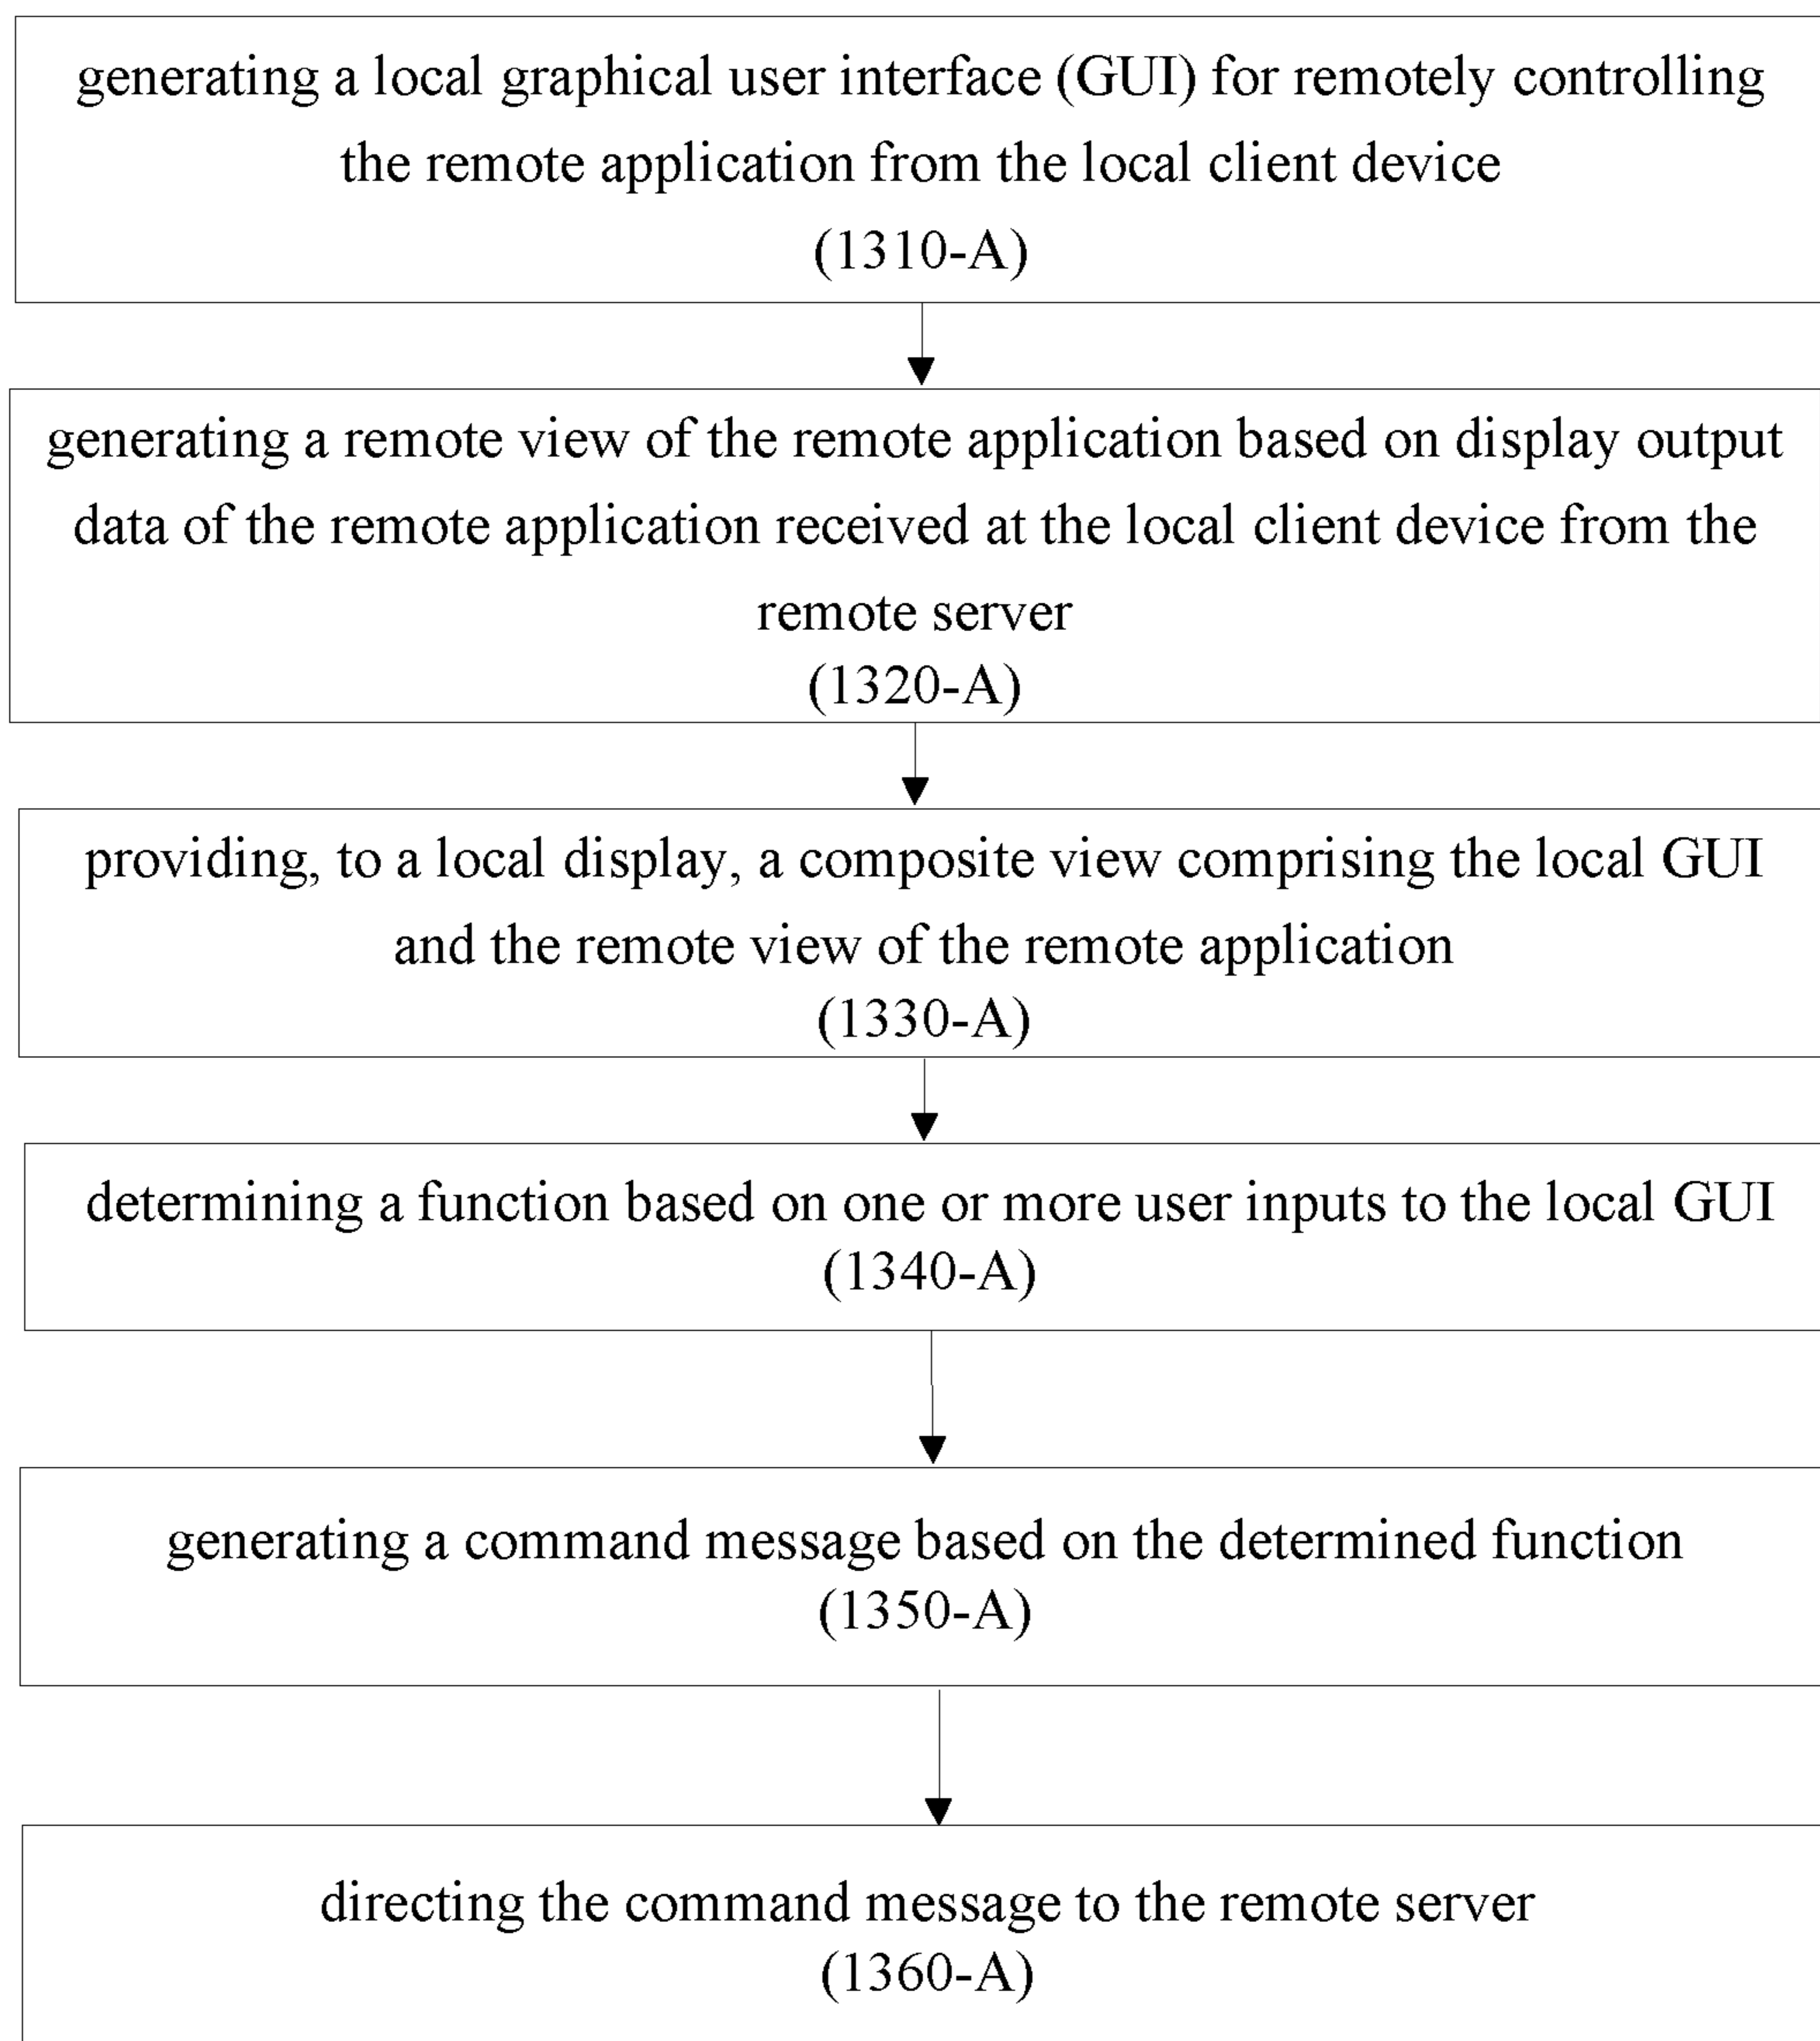 generating a local graphical user interface (GUI) for remotely controlling
the remote application from the local client device
(1310-A)
generating a remote view of the remote application based on display output
data of the remote application received at the local client device from the
remote server
(1320-A)
providing, to a local display, a composite view comprising the local GUI
and the remote view of the remote application
(1330-A)
determining a function based on one or more user inputs to the local GUI
(1340-A)
generating a command message based on the determined function
(1350-A)
directing the command message to the remote server
(1360-A)